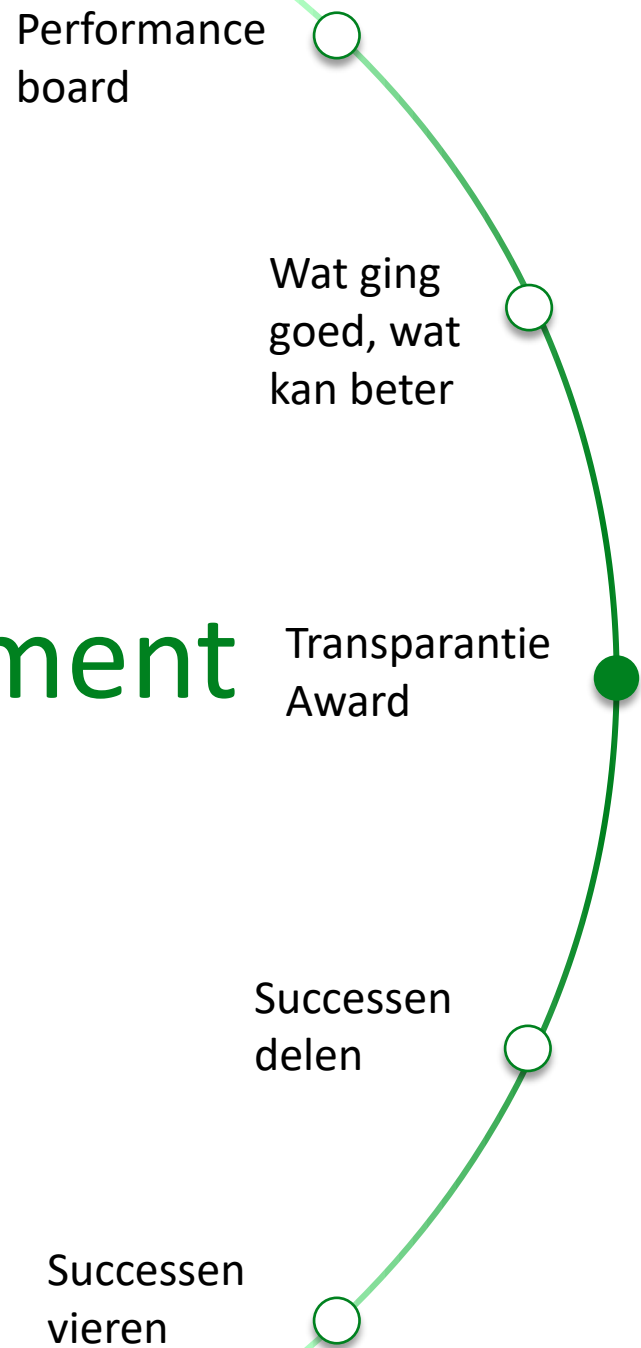 Performance
board
Wat ging
goed, wat
kan beter
ment
Transparantie
Award
Successen
delen
Successen
vieren